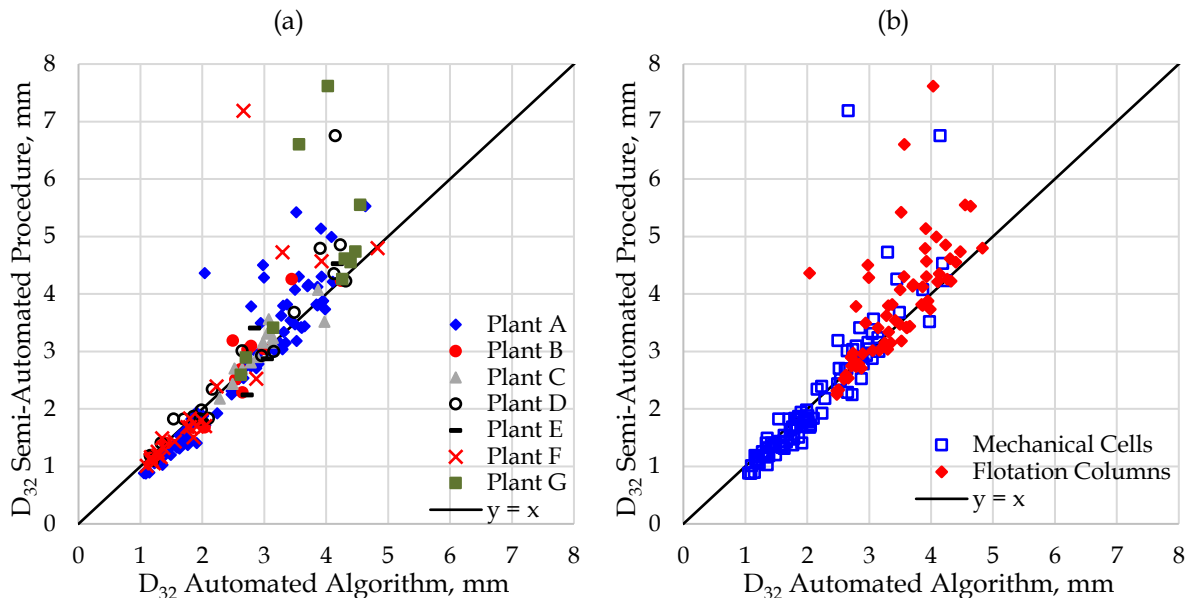 (a)
8
7
6
5
4
3
2
1
0
0 1 2 3 4 5 6 7 8
D32 Semi-Automated Procedure, mm
D32 Automated Algorithm, mm
Plant A
Plant B
Plant C
Plant D
Plant E
Plant F
Plant G
y = x
(b)
8
7
6
5
4
3
2
1
0
0 1 2 3 4 5 6 7 8
D32 Semi-Automated Procedure, mm
D32 Automated Algorithm, mm
Mechanical Cells
Flotation Columns
y = x